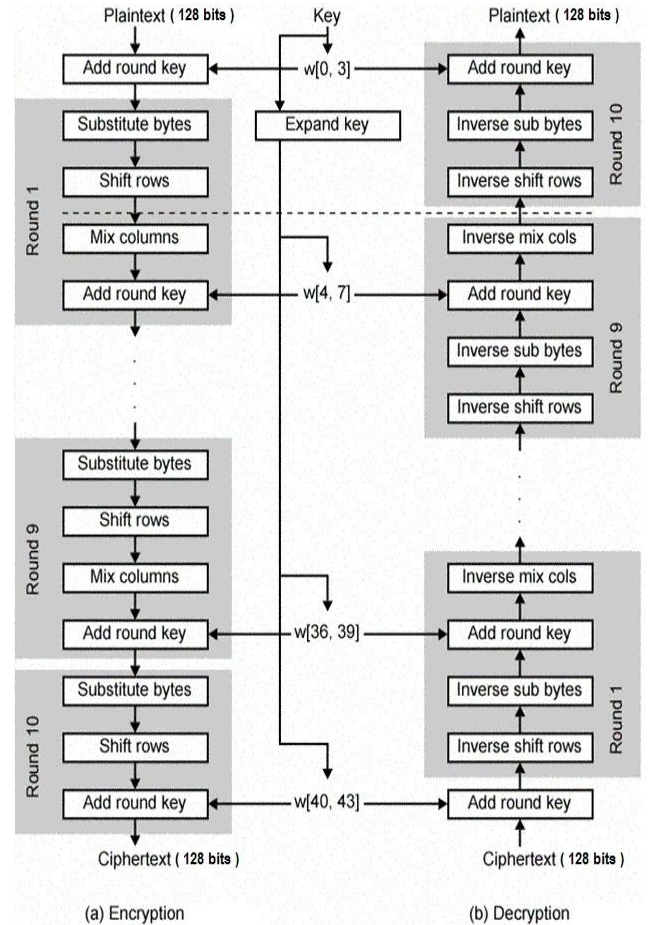 Plaintext ( 128 bits )
Key
Plaintext ( 128 bits )
Add round key
w[0, 3]
Add round key
Substitute bytes
Expand key
Inverse sub bytes
Round 10
Shift rows
Inverse shift rows
Round 1
Mix columns
Inverse mix cols
Add round key
w[4, 7]
Add round key
Inverse sub bytes
Round 9
Inverse shift rows
Substitute bytes
Shift rows
Round 9
Mix columns
Inverse mix cols
Add round key
w[36, 39]
Add round key
Substitute bytes
Inverse sub bytes
Round 1
Shift rows
Inverse shift rows
Round 10
Add round key
w[40, 43]
Add round key
Ciphertext ( 128 bits )
Ciphertext ( 128 bits )
(a) Encryption
(b) Decryption